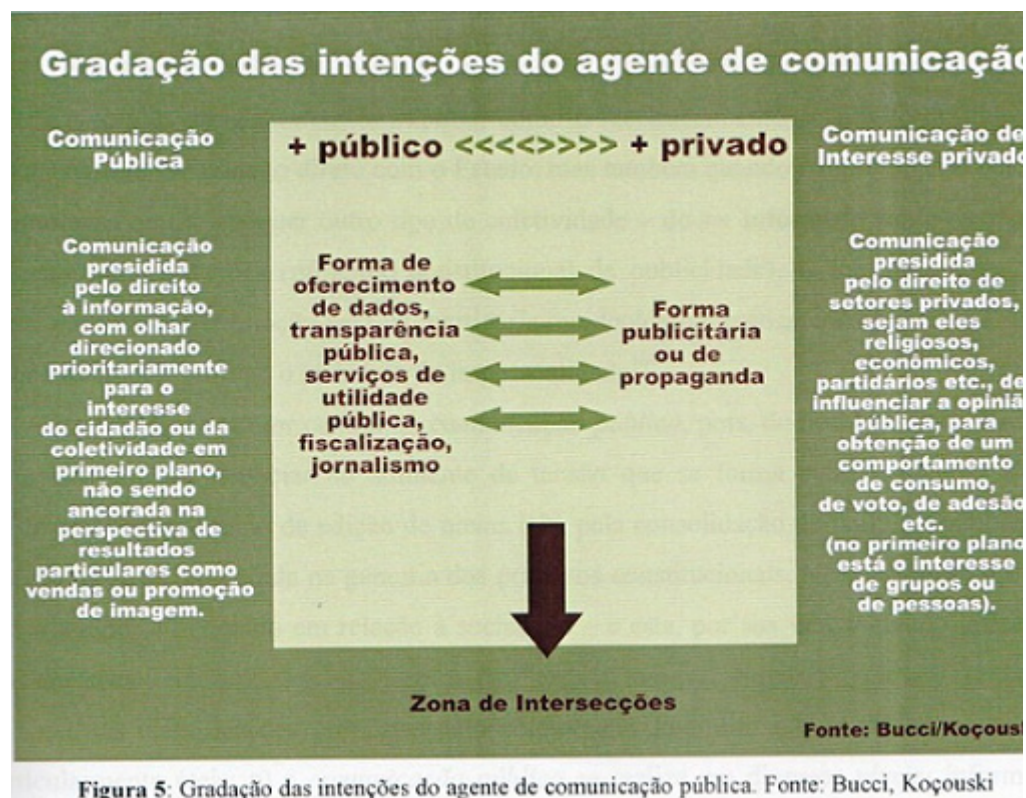 Gradação das intenções do agente de comunicação
Comunicação
Pública
Comunicação
presidida
pelo direito
à informação,
com olhar
direcionado
prioritariamente
para o
interesse
do cidadão ou da
coletividade em
primeiro plano,
não sendo
ancorada na
perspectiva de
resultados
particulares como
vendas ou promoção
de imagem.
+ público <<<<>>>> + privado
Forma de
oferecimento
de dados,
transparência
pública,
serviços de
utilidade
pública,
fiscalização,
jornalismo
Forma
publicitária
ou de
propaganda
Comunicação de
Interesse privado
Comunicação
presidida
pelo direito de
setores privados,
sejam eles
religiosos,
econômicos,
partidários etc., de
influenciar a opinião
pública, para
obtenção de um
comportamento
de consumo,
de voto, de adesão
etc.
(no primeiro plano
está o interesse
de grupos ou
de pessoas).
Zona de Intersecções
Fonte: Bucci/Koçouski
Figura 5: Gradação das intenções do agente de comunicação pública. Fonte: Bucci, Koçouski